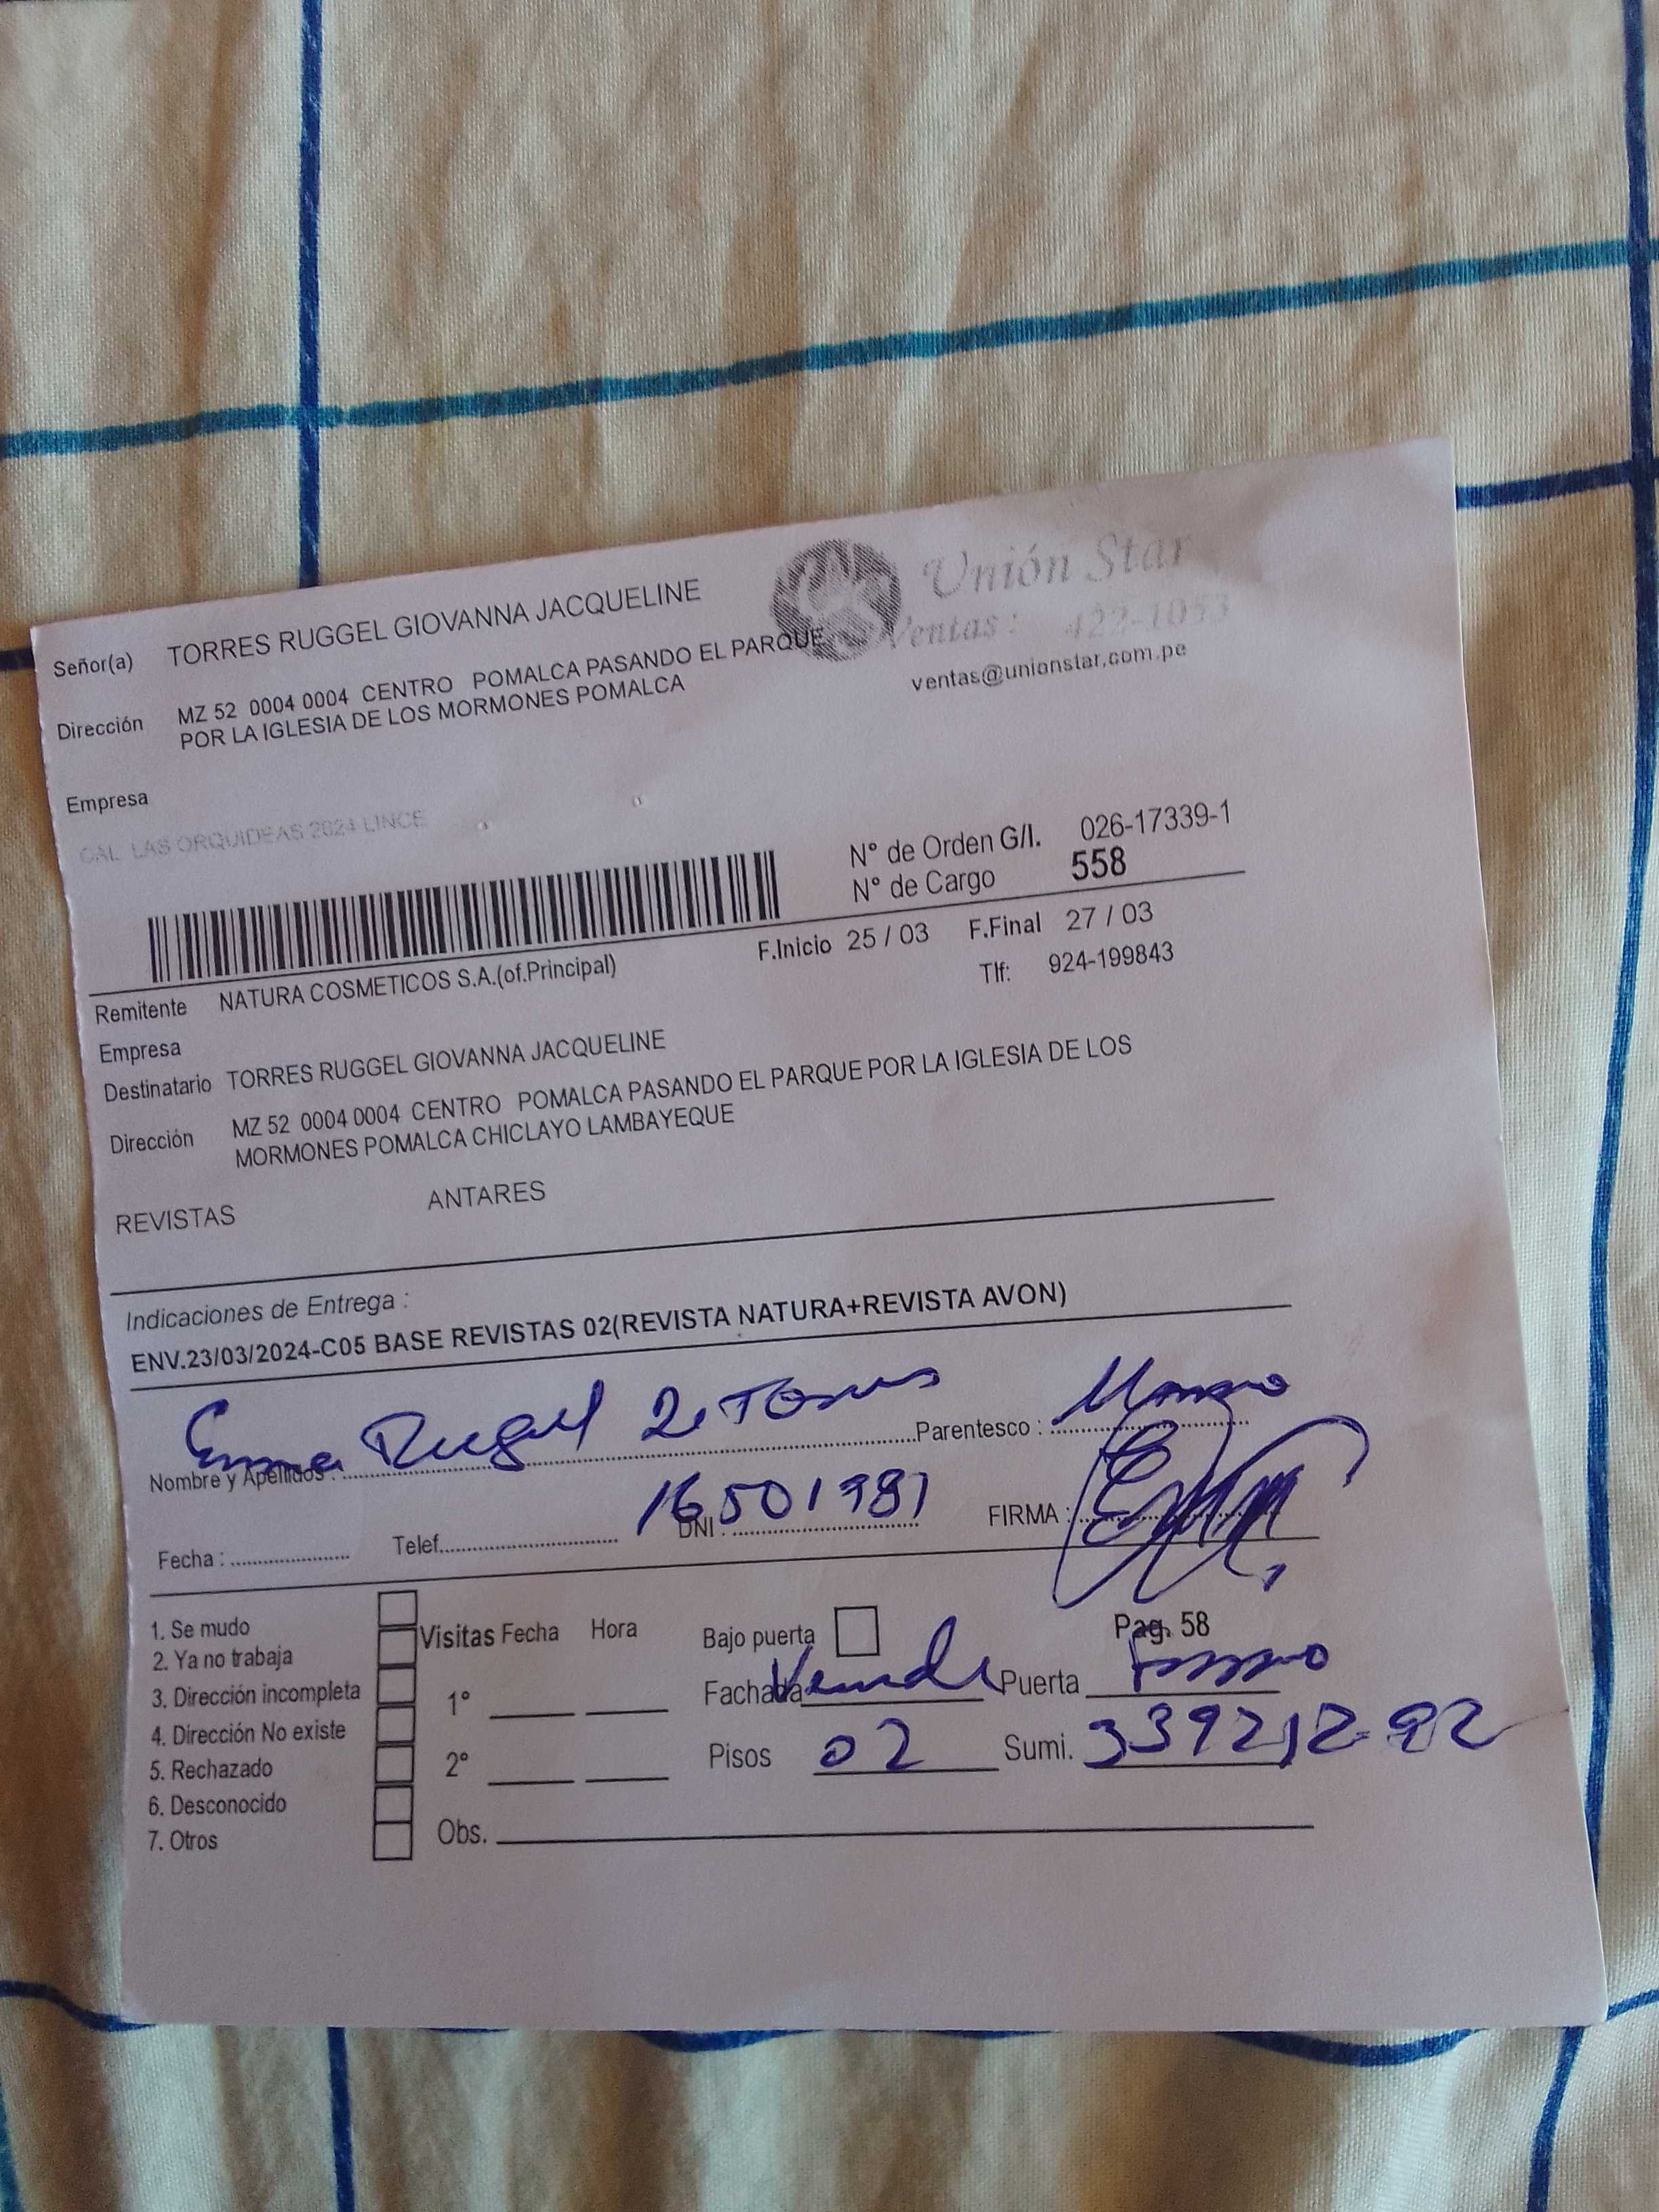 Señor(a) TORRES RUGGEL GIOVANNA JACQUELINE
Unión Star
Ventas: 422-1053
ventas@unionstar.com.pe
Dirección MZ 52 0004 0004 CENTRO POMALCA PASANDO EL PARQUE
POR LA IGLESIA DE LOS MORMONES POMALCA
Empresa
CAL LAS ORQUIDEAS 2624 LINCE
N° de Orden G/I. 026-17339-1
N° de Cargo 558
F.Inicio 25 / 03 F.Final 27 / 03
Remitente NATURA COSMETICOS S.A.(of.Principal) Tlf: 924-199843
Empresa
Destinatario TORRES RUGGEL GIOVANNA JACQUELINE
Dirección MZ 52 0004 0004 CENTRO POMALCA PASANDO EL PARQUE POR LA IGLESIA DE LOS
MORMONES POMALCA CHICLAYO LAMBAYEQUE
REVISTAS ANTARES
Indicaciones de Entrega :
ENV.23/03/2024-C05 BASE REVISTAS 02(REVISTA NATURA+REVISTA AVON)
Nombre y Apellidos : Emma Rugel de Torres Parentesco :
Fecha : Telef. DNI : 16501981 FIRMA :
1. Se mudo
2. Ya no trabaja
3. Dirección incompleta
4. Dirección No existe
5. Rechazado
6. Desconocido
7. Otros
Visitas Fecha Hora
1°
2°
Bajo puerta Pag. 58
Fachada Puerta
Pisos 02 Sumi.
Obs.